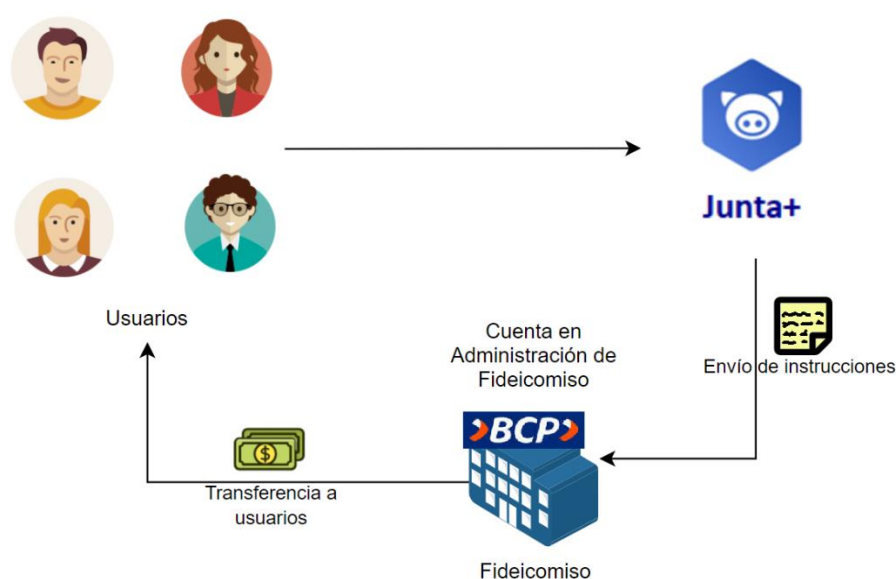 Junta+
Usuarios
Cuenta en
Administración de
Fideicomiso
Envío de instrucciones
BCP
Transferencia a
usuarios
Fideicomiso